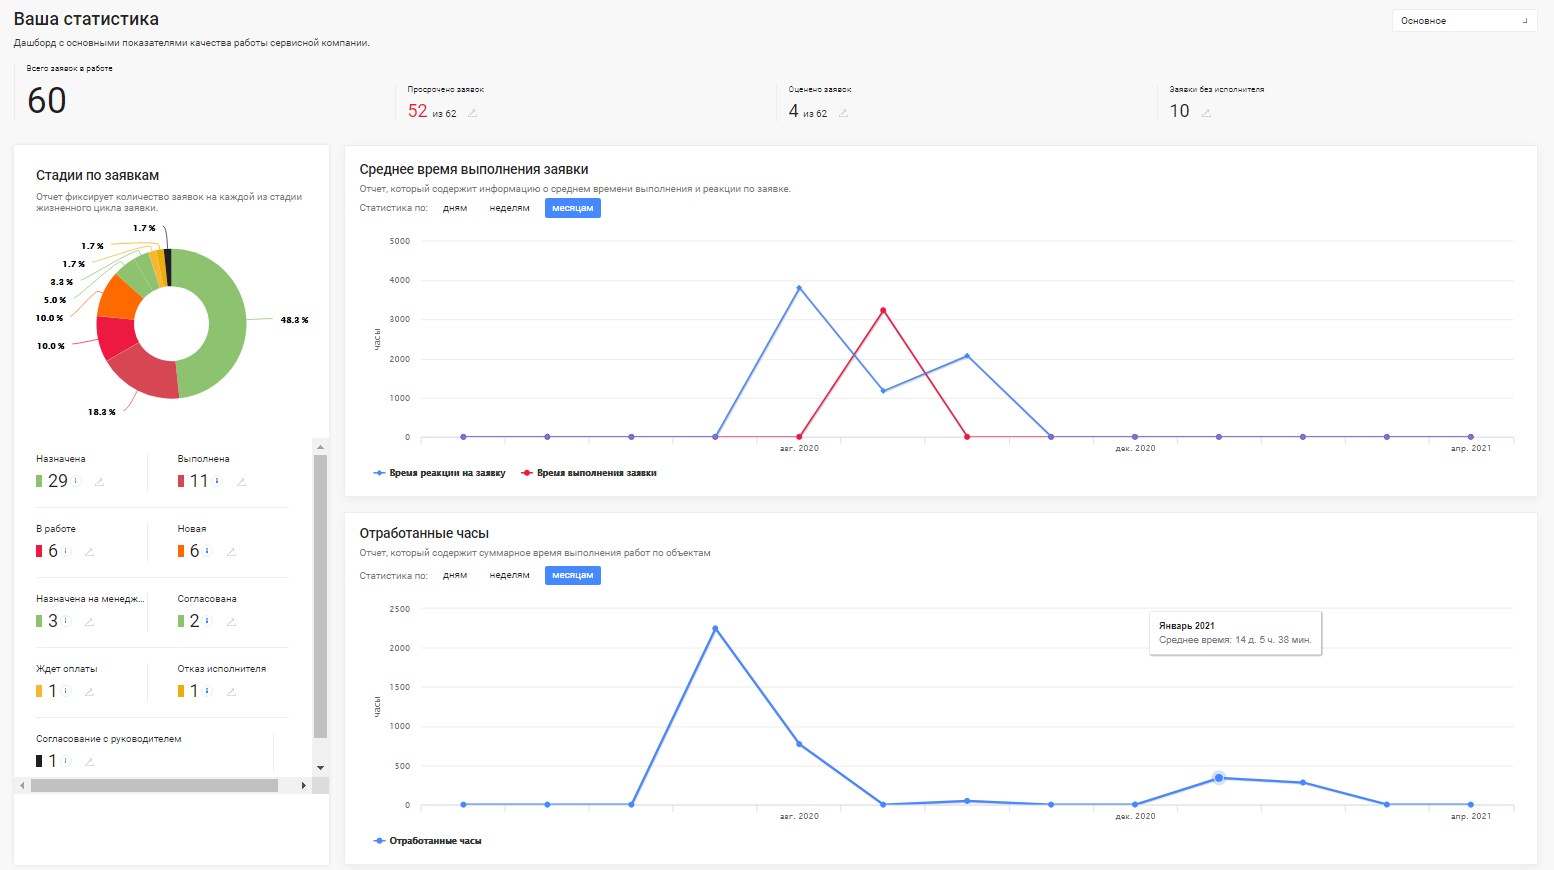 Ваша статистика
Основное
Дашборд с основными показателями качества работы сервисной компании.
Всего заявок в работе
60
Просрочено заявок
52 из 62
Оценено заявок
4 из 62
Заявки без исполнителя
10
Стадии по заявкам
Отчет фиксирует количество заявок на каждой из стадии
жизненного цикла заявки.
1.7 %
1.7 %
1.7 %
3.3 %
5.0 %
10.0 %
10.0 %
18.3 %
48.3 %
Назначена
29
Выполнена
11
В работе
6
Новая
6
Назначена на менедж...
3
Согласована
2
Ждет оплаты
1
Отказ исполнителя
1
Согласование с руководителем
1
Среднее время выполнения заявки
Отчет, который содержит информацию о среднем времени выполнения и реакции по заявке.
Статистика по: дням неделям месяцам
часы
5000
4000
3000
2000
1000
0
авг. 2020 дек. 2020 апр. 2021
Время реакции на заявку Время выполнения заявки
Отработанные часы
Отчет, который содержит суммарное время выполнения работ по объектам
Статистика по: дням неделям месяцам
часы
2500
2000
1500
1000
500
0
Январь 2021
Среднее время: 14 д. 5 ч. 38 мин.
авг. 2020 дек. 2020 апр. 2021
Отработанные часы